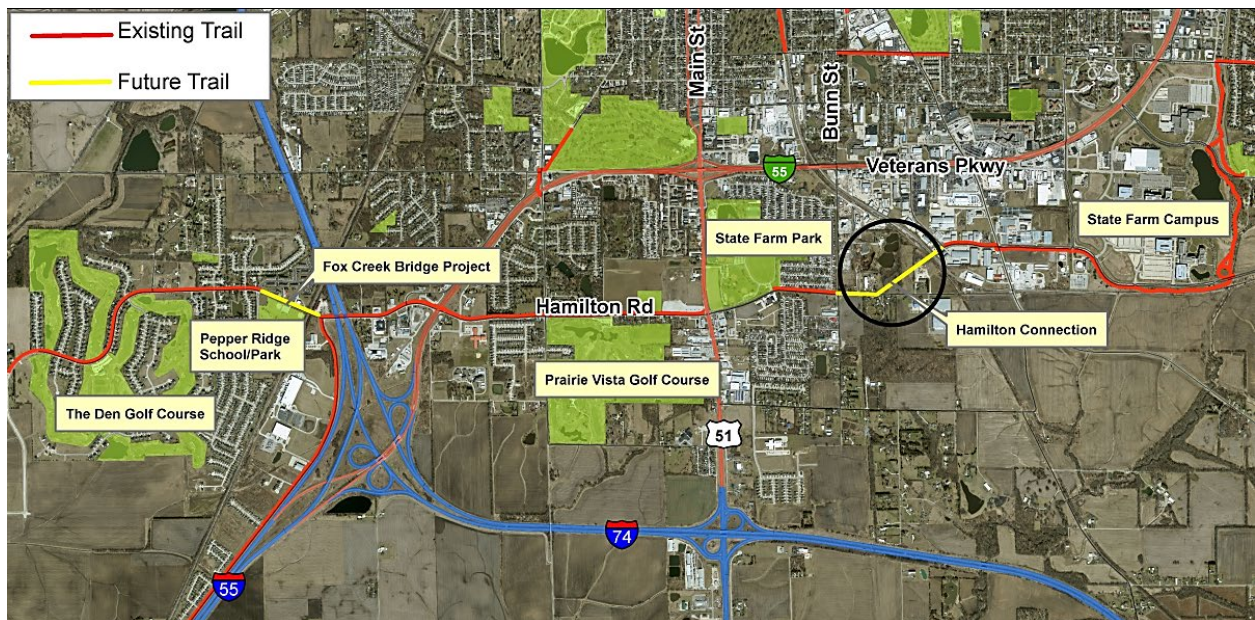 Existing Trail
Future Trail
Main St
Bunn St
55
Veterans Pkwy
State Farm Park
State Farm Campus
Fox Creek Bridge Project
Hamilton Rd
Pepper Ridge
School/Park
Hamilton Connection
Prairie Vista Golf Course
The Den Golf Course
51
74
55